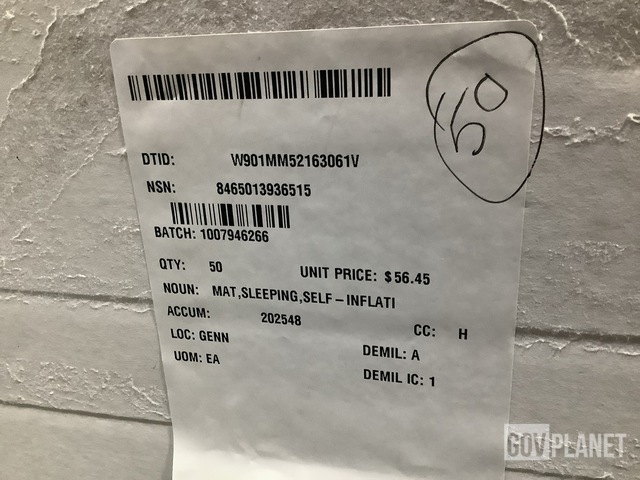 50
DTID: W901MM52163061V
NSN: 8465013936515
BATCH: 1007946266
QTY: 50 UNIT PRICE: $56.45
NOUN: MAT,SLEEPING,SELF-INFLATI
ACCUM: 202548 CC: H
LOC: GENN DEMIL: A
UOM: EA DEMIL IC: 1
GOVPLANET